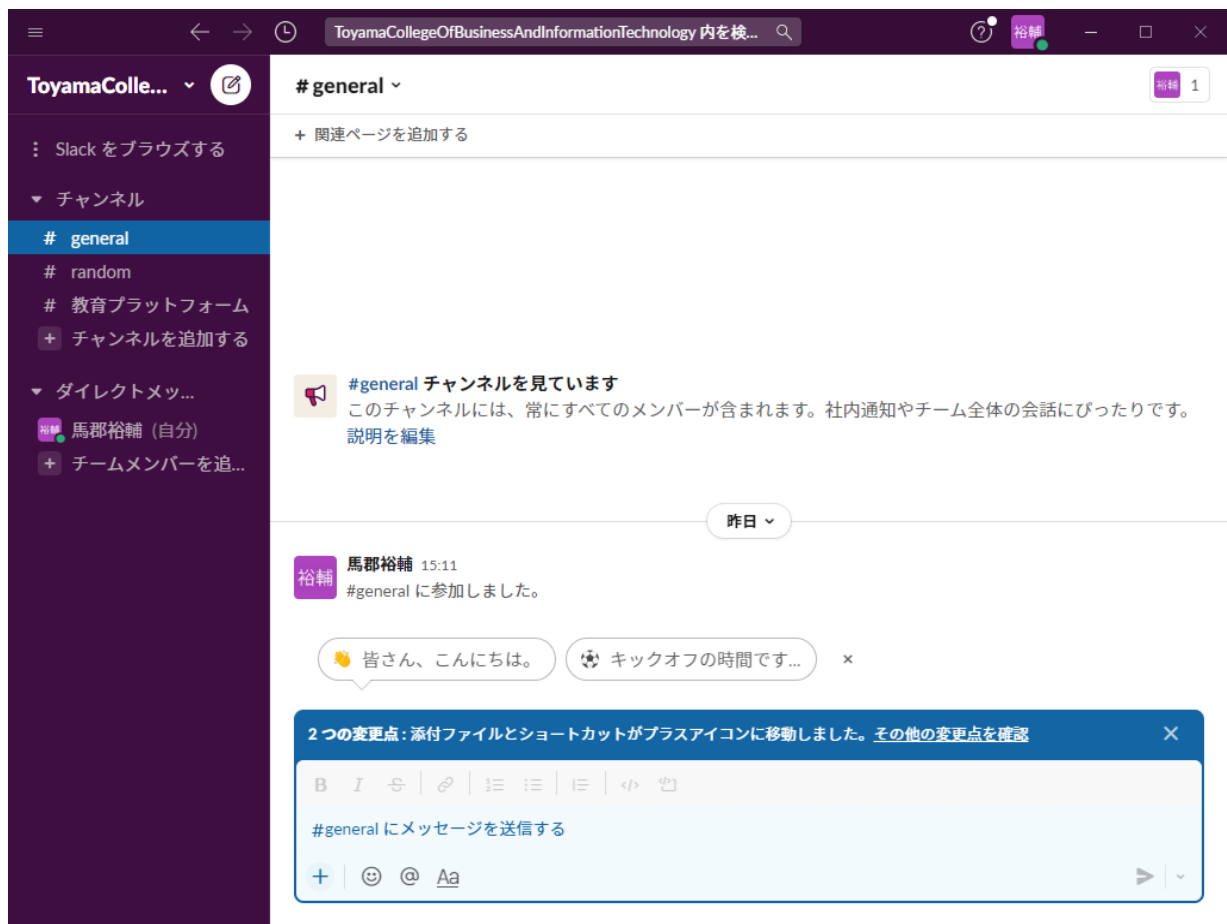 ToyamaCollegeOfBusinessAndInformationTechnology 内を検...
裕輔
ToyamaColle...
# general
裕輔 1
+ 関連ページを追加する
Slack をブラウズする
チャンネル
# general
# random
# 教育プラットフォーム
+ チャンネルを追加する
ダイレクトメッ...
裕輔 馬郡裕輔 (自分)
+ チームメンバーを追...
#general チャンネルを見ています
このチャンネルには、常にすべてのメンバーが含まれます。社内通知やチーム全体の会話にぴったりです。
説明を編集
昨日
裕輔
馬郡裕輔 15:11
#general に参加しました。
👋 皆さん、こんにちは。
⚽ キックオフの時間です...
2 つの変更点 : 添付ファイルとショートカットがプラスアイコンに移動しました。その他の変更点を確認
B I S
#general にメッセージを送信する
+ @ Aa